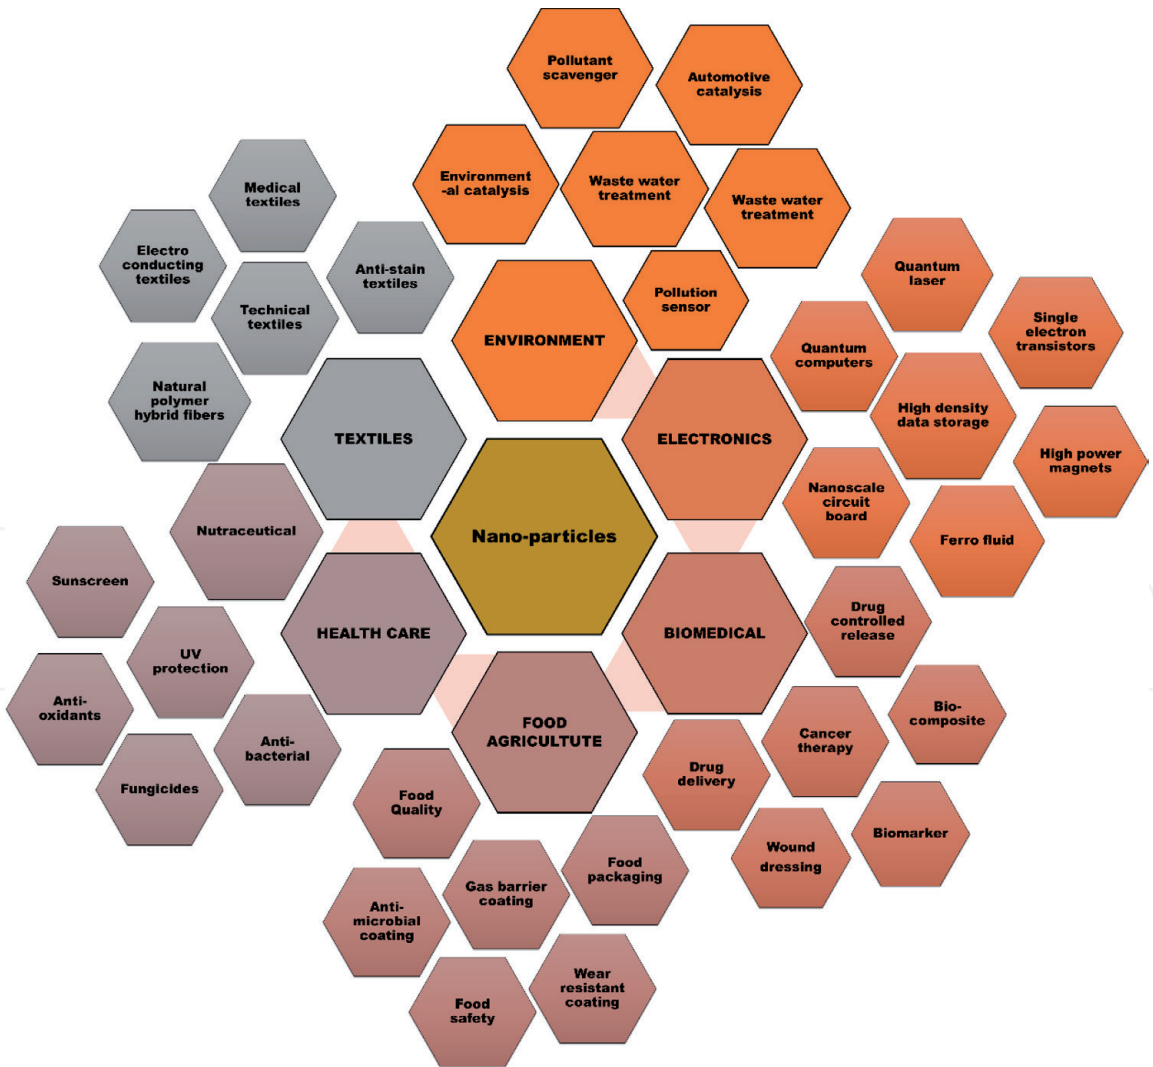 Pollutant
scavenger
Automotive
catalysis
Environment
-al catalysis
Waste water
treatment
Waste water
treatment
Pollution
sensor
ENVIRONMENT
Medical
textiles
Electro
conducting
textiles
Anti-stain
textiles
Technical
textiles
Natural
polymer
hybrid fibers
TEXTILES
Quantum
laser
Single
electron
transistors
Quantum
computers
High density
data storage
High power
magnets
Nanoscale
circuit
board
Ferro fluid
ELECTRONICS
Nano-particles
Nutraceutical
Sunscreen
UV
protection
Anti-
oxidants
Anti-
bacterial
Fungicides
HEALTH CARE
BIOMEDICAL
Drug
controlled
release
Bio-
composite
Cancer
therapy
Drug
delivery
Biomarker
Wound
dressing
FOOD
AGRICULTUTE
Food
Quality
Food
packaging
Gas barrier
coating
Anti-
microbial
coating
Wear
resistant
coating
Food
safety